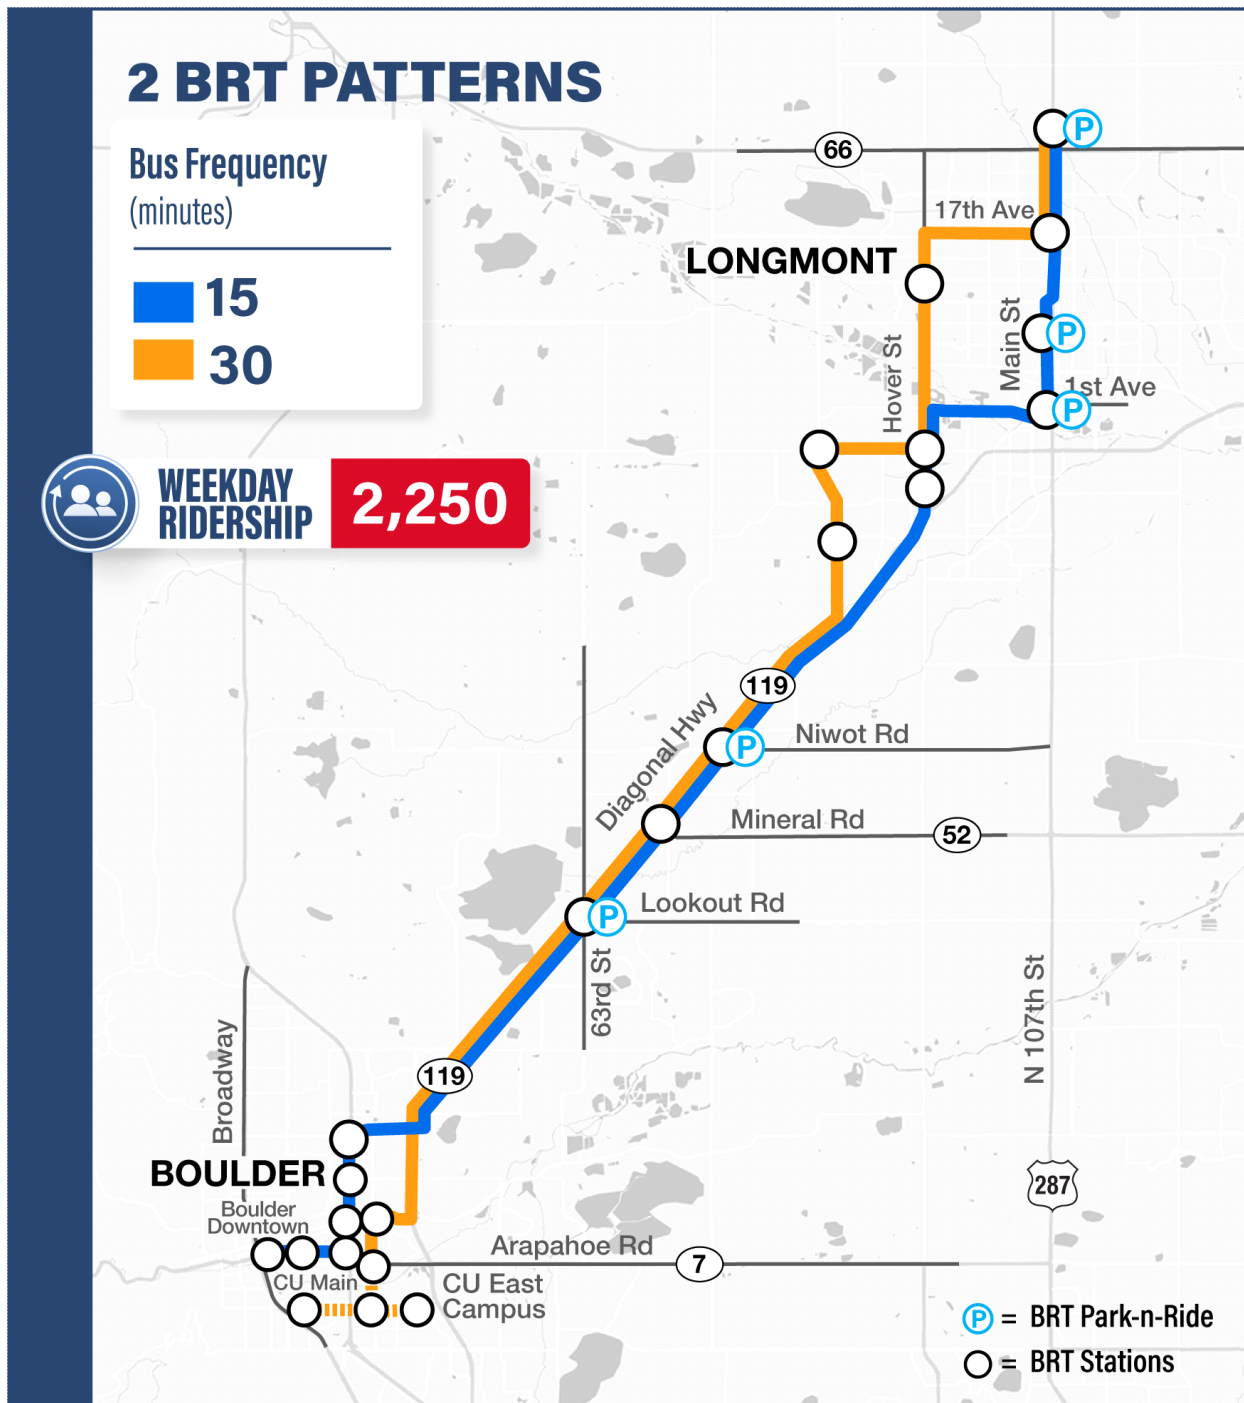 2 BRT PATTERNS
Bus Frequency
(minutes)
15
30
WEEKDAY
RIDERSHIP
2,250
66
P
17th Ave
LONGMONT
Main St
P
Hover St
1st Ave
P
119
Diagonal Hwy
Niwot Rd
P
Mineral Rd
52
Lookout Rd
P
63rd St
N 107th St
119
Broadway
BOULDER
287
Boulder
Downtown
Arapahoe Rd
7
CU Main
CU East
Campus
P = BRT Park-n-Ride
= BRT Stations